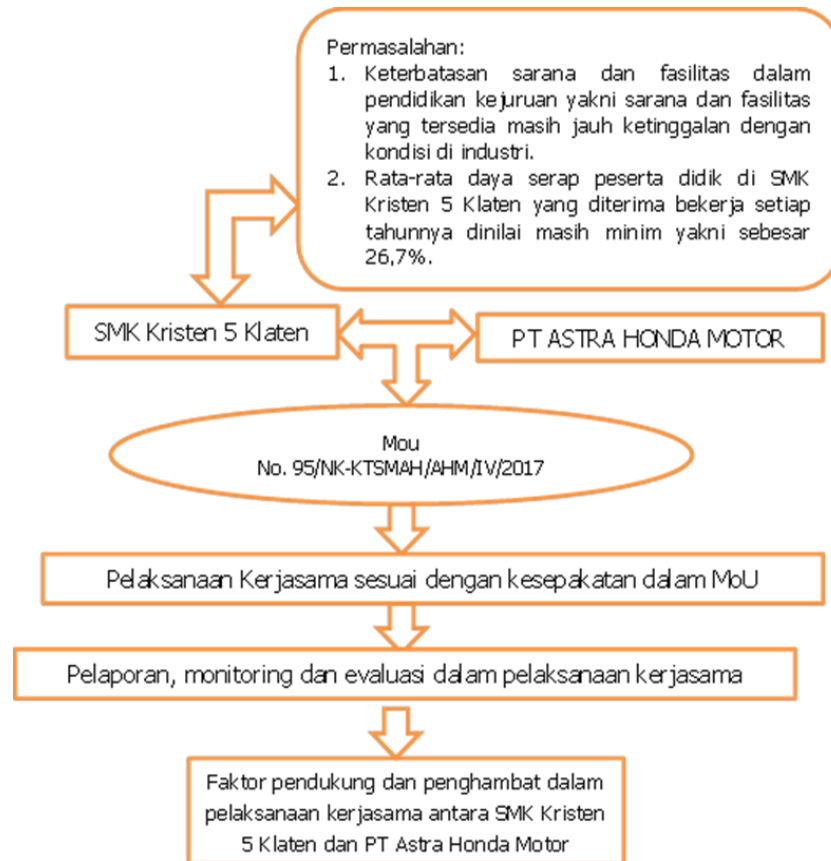 Permasalahan:
1. Keterbatasan sarana dan fasilitas dalam
pendidikan kejuruan yakni sarana dan fasilitas
yang tersedia masih jauh ketinggalan dengan
kondisi di industri.
2. Rata-rata daya serap peserta didik di SMK
Kristen 5 Klaten yang diterima bekerja setiap
tahunnya dinilai masih minim yakni sebesar
26,7%.
SMK Kristen 5 Klaten
PT ASTRA HONDA MOTOR
Mou
No. 95/NK-KTSMAH/AHM/IV/2017
Pelaksanaan Kerjasama sesuai dengan kesepakatan dalam MoU
Pelaporan, monitoring dan evaluasi dalam pelaksanaan kerjasama
Faktor pendukung dan penghambat dalam
pelaksanaan kerjasama antara SMK Kristen
5 Klaten dan PT Astra Honda Motor